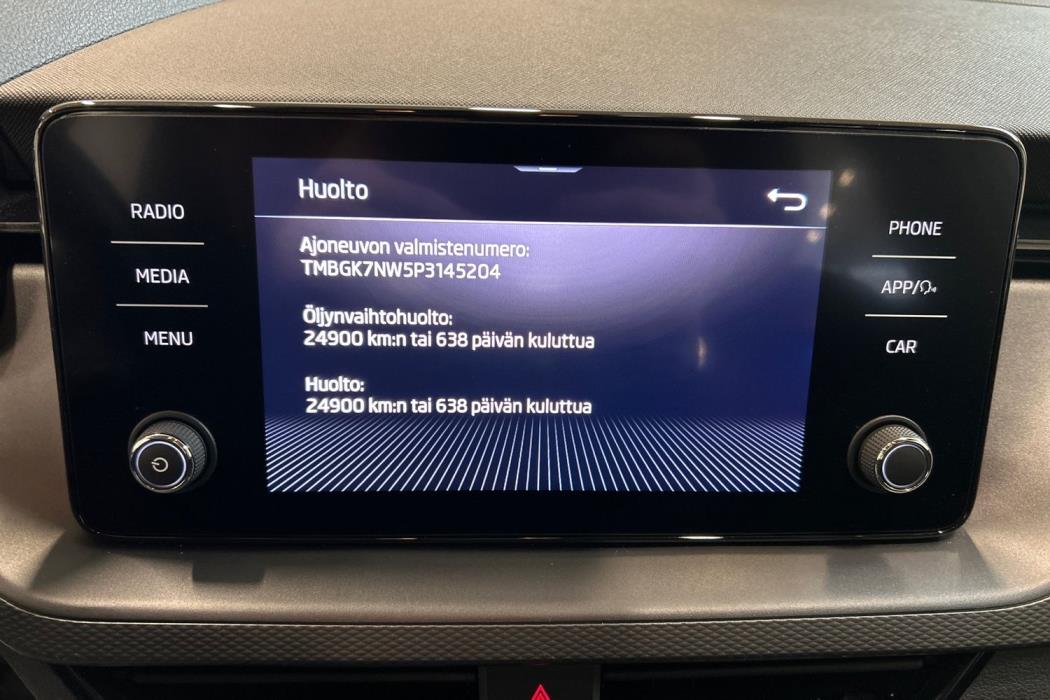 Huolto
Ajoneuvon valmistenumero:
TMBGK7NW5P3145204
Öljynvaihtohuolto:
24900 km:n tai 638 päivän kuluttua
Huolto:
24900 km:n tai 638 päivän kuluttua
RADIO
MEDIA
MENU
PHONE
APP/
CAR